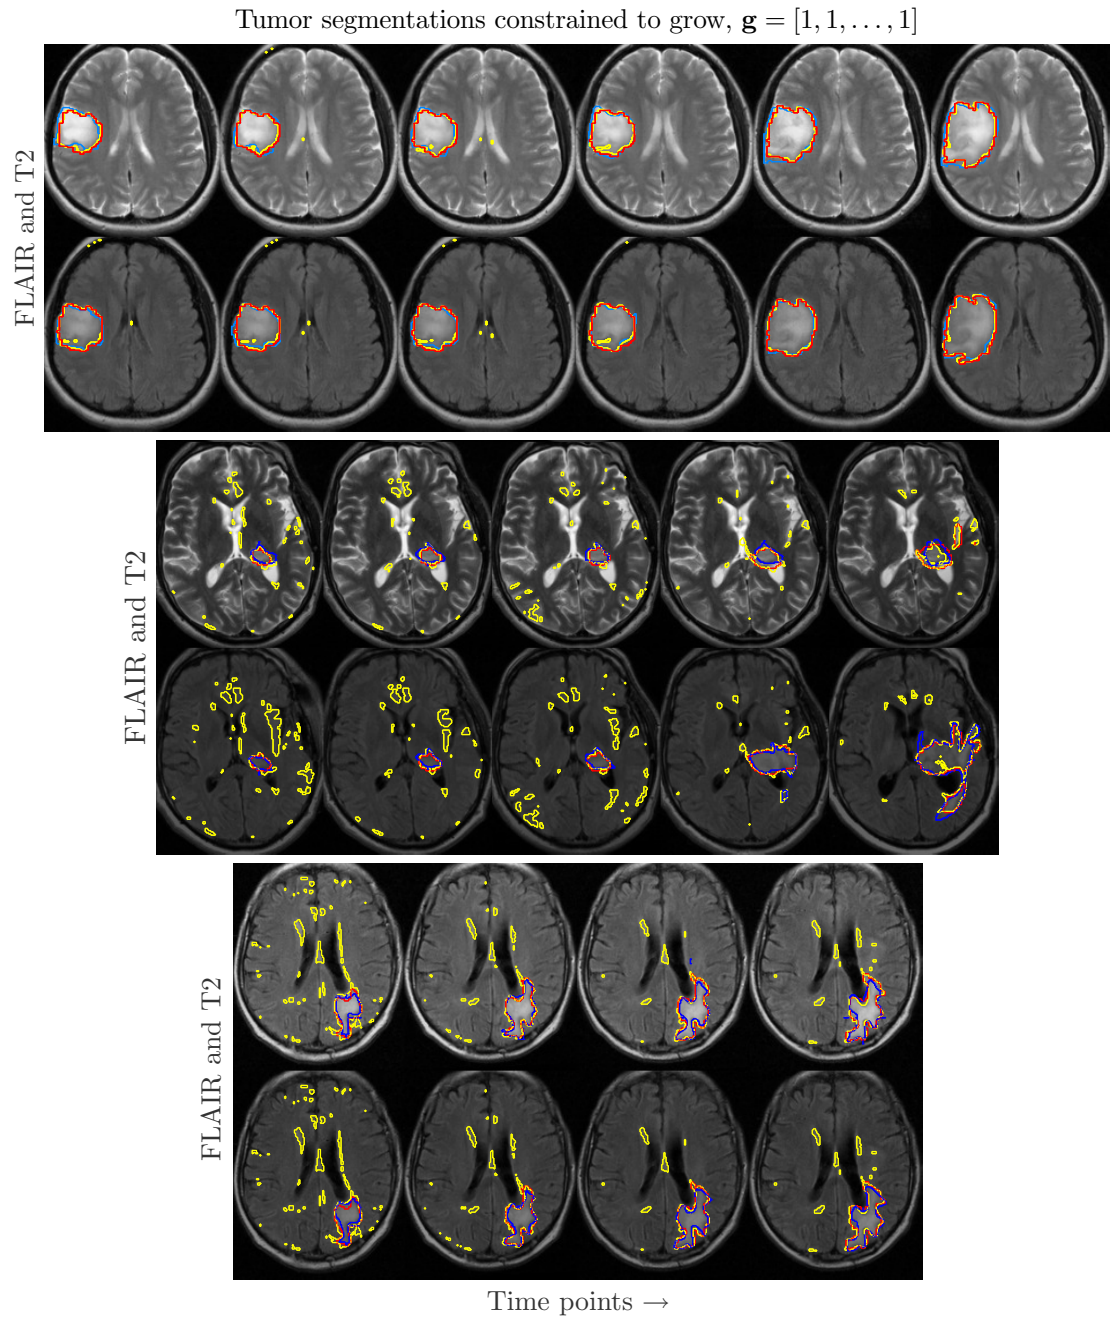 Tumor segmentations constrained to grow, g = [1, 1, . . . , 1]
FLAIR and T2
FLAIR and T2
FLAIR and T2
Time points →